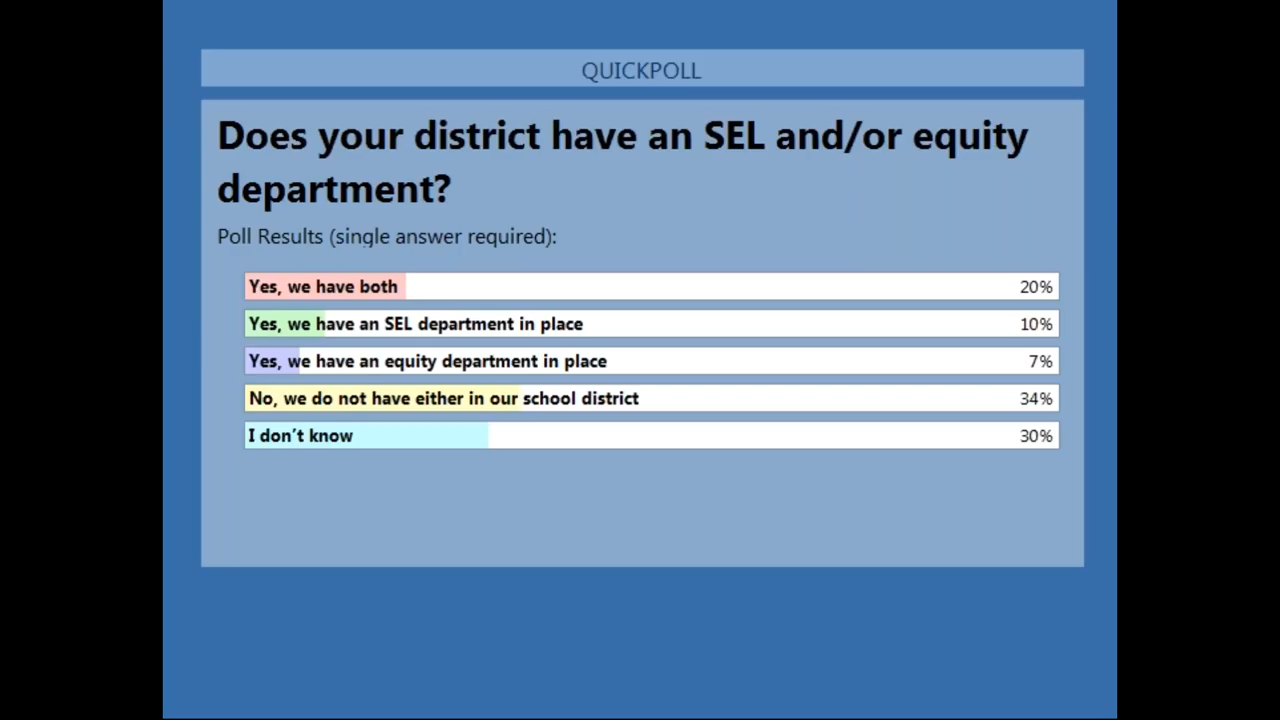 QUICKPOLL
Does your district have an SEL and/or equity
department?
Poll Results (single answer required):
Yes, we have both 20%
Yes, we have an SEL department in place 10%
Yes, we have an equity department in place 7%
No, we do not have either in our school district 34%
I don’t know 30%